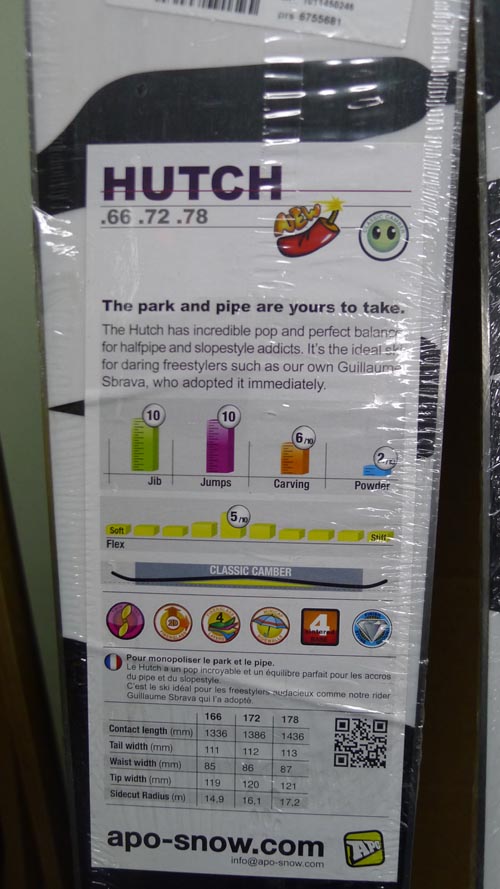 prs 6755681
HUTCH
.66 .72 .78
NEW
The park and pipe are yours to take.
The Hutch has incredible pop and perfect balance
for halfpipe and slopestyle addicts. It's the ideal ski
for daring freestylers such as our own Guillaume
Sbrava, who adopted it immediately.
10 10 6/10 2/10
Jib Jumps Carving Powder
5/10
Soft Stiff
Flex
CLASSIC CAMBER
4
4
Pour monopoliser le park et le pipe.
Le Hutch a un pop incroyable et un équilibre parfait pour les accros
du pipe et du slopestyle.
C'est le ski idéal pour les freestylers audacieux comme notre rider
Guillaume Sbrava qui l'a adopté.
166 172 178
Contact length (mm) 1336 1386 1436
Tail width (mm) 111 112 113
Waist width (mm) 85 86 87
Tip width (mm) 119 120 121
Sidecut Radius (m) 14,9 16,1 17,2
apo-snow.com
info@apo-snow.com
APO